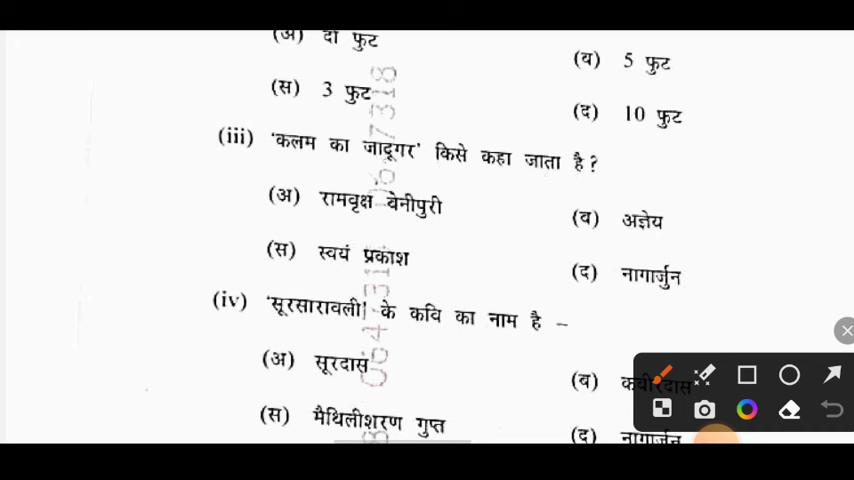 (अ) दो फुट
(ब) 5 फुट
(स) 3 फुट
(द) 10 फुट
(iii) 'कलम का जादूगर' किसे कहा जाता है?
(अ) रामवृक्ष बेनीपुरी
(ब) अज्ञेय
(स) स्वयं प्रकाश
(द) नागार्जुन
(iv) 'सूरसारावली' के कवि का नाम है –
(अ) सूरदास
(ब) कबीरदास
(स) मैथिलीशरण गुप्त
(द) नागार्जुन